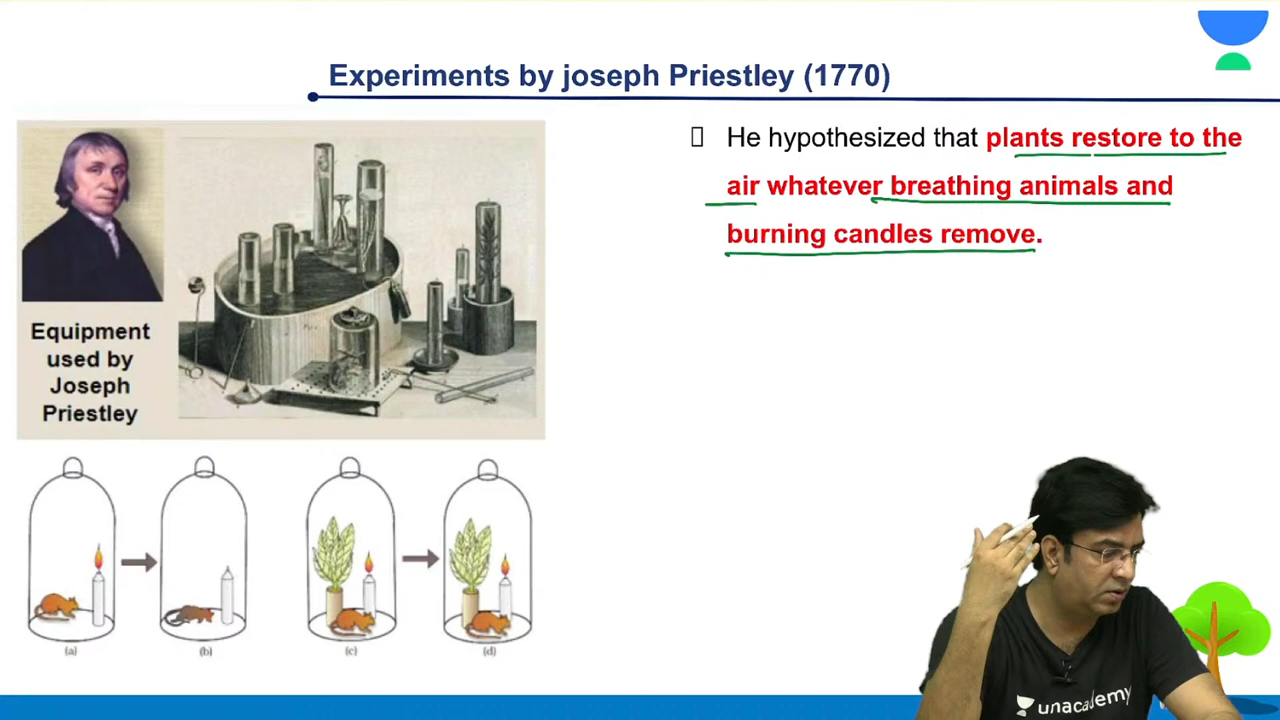 Experiments by joseph Priestley (1770)
He hypothesized that plants restore to the
air whatever breathing animals and
burning candles remove.
Equipment
used by
Joseph
Priestley
(a)
(b)
(c)
(d)
unacademy